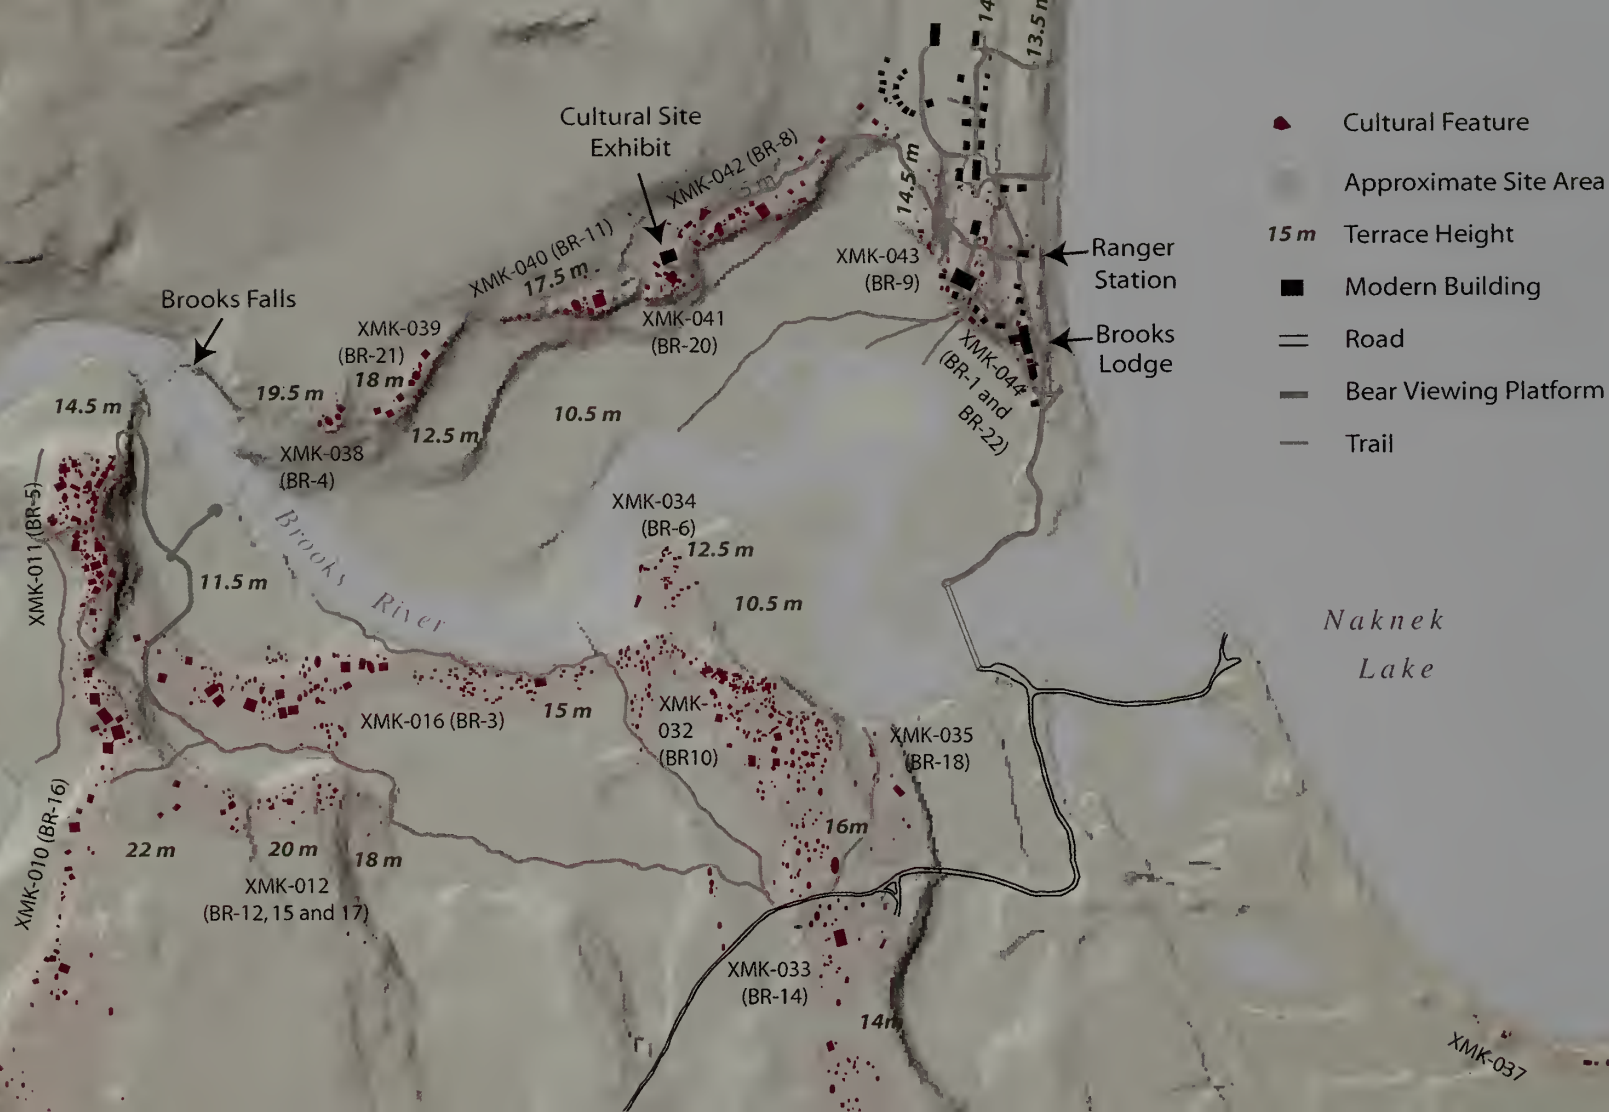 14
13.5 m
Cultural Site
Exhibit
XMK-042 (BR-8)
5 m
14.5 m
XMK-040 (BR-11)
17.5 m
XMK-043
(BR-9)
Ranger
Station
Brooks Falls
XMK-039
(BR-21)
18 m
XMK-041
(BR-20)
Brooks
Lodge
XMK-044
(BR-1 and
BR-22)
14.5 m
19.5 m
12.5 m
10.5 m
XMK-038
(BR-4)
XMK-011 (BR-5)
XMK-034
(BR-6)
12.5 m
Brooks
River
11.5 m
10.5 m
Naknek
Lake
XMK-016 (BR-3)
15 m
XMK-
032
(BR10)
XMK-035
(BR-18)
XMK-010 (BR-16)
22 m
20 m
18 m
16m
XMK-012
(BR-12, 15 and 17)
XMK-033
(BR-14)
14m
XMK-037
Cultural Feature
Approximate Site Area
15 m Terrace Height
Modern Building
Road
Bear Viewing Platform
Trail